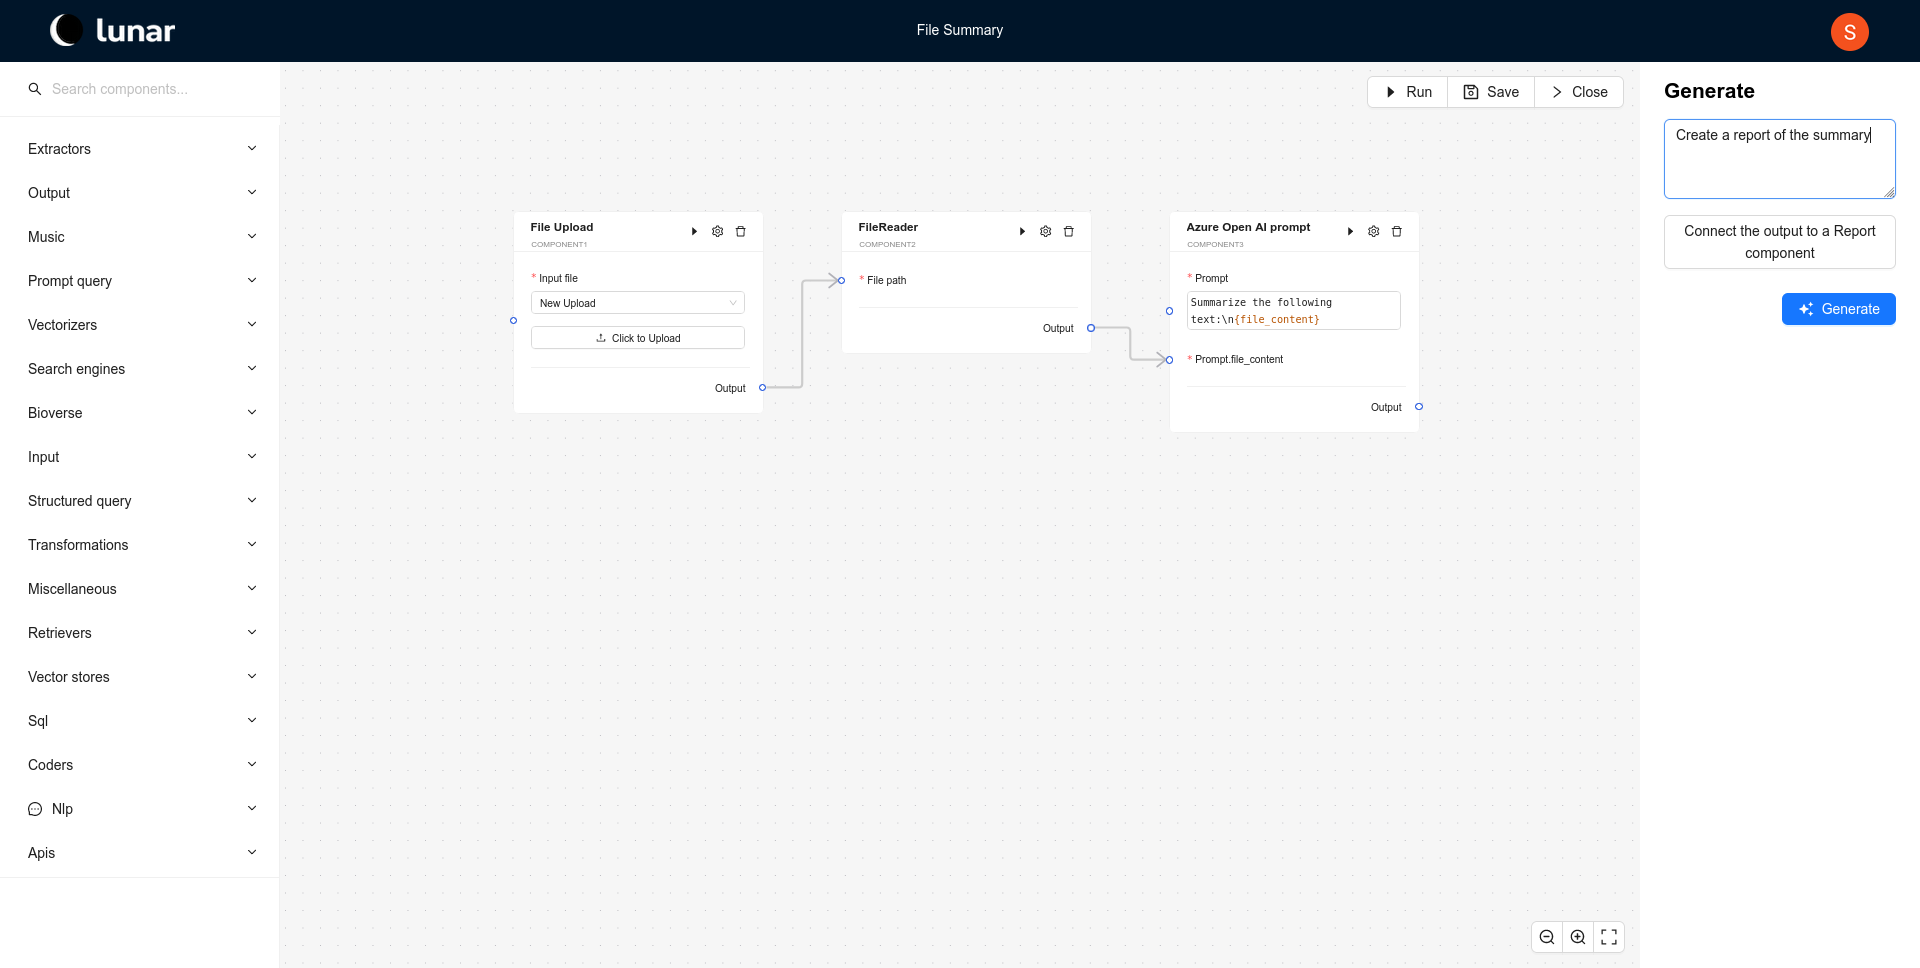 lunar
File Summary
S
Search components...
Extractors
Output
Music
Prompt query
Vectorizers
Search engines
Bioverse
Input
Structured query
Transformations
Miscellaneous
Retrievers
Vector stores
Sql
Coders
Nlp
Apis
Run
Save
Close
File Upload
COMPONENT1
* Input file
New Upload
Click to Upload
Output
FileReader
COMPONENT2
* File path
Output
Azure Open AI prompt
COMPONENT3
* Prompt
Summarize the following
text:\n{file_content}
* Prompt.file_content
Output
Generate
Create a report of the summary
Connect the output to a Report
component
Generate